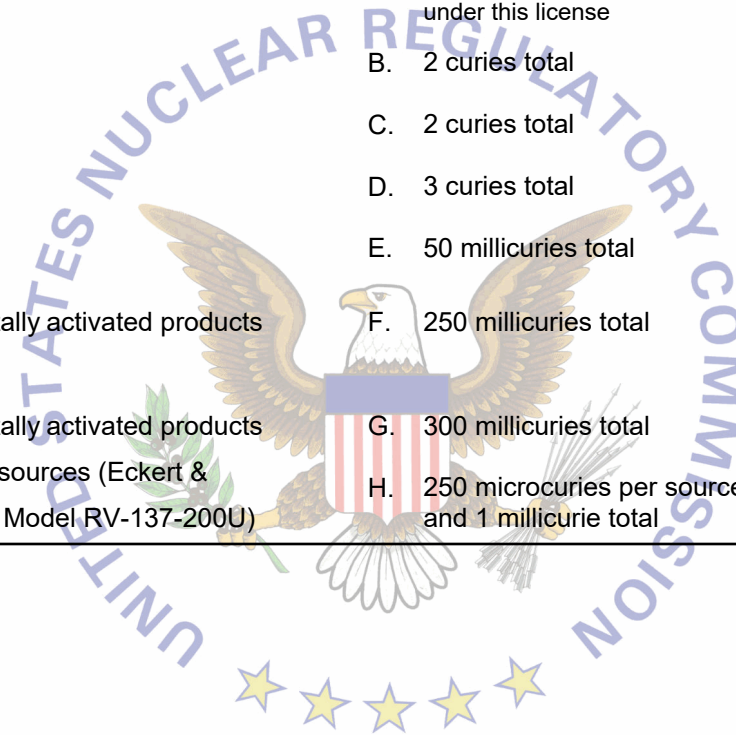 under this license
B. 2 curies total
C. 2 curies total
D. 3 curies total
E. 50 millicuries total
ally activated products F. 250 millicuries total
ally activated products G. 300 millicuries total
sources (Eckert &
Model RV-137-200U)
H. 250 microcuries per source
and 1 millicurie total
UNITED STATES NUCLEAR REGULATORY COMMISSION